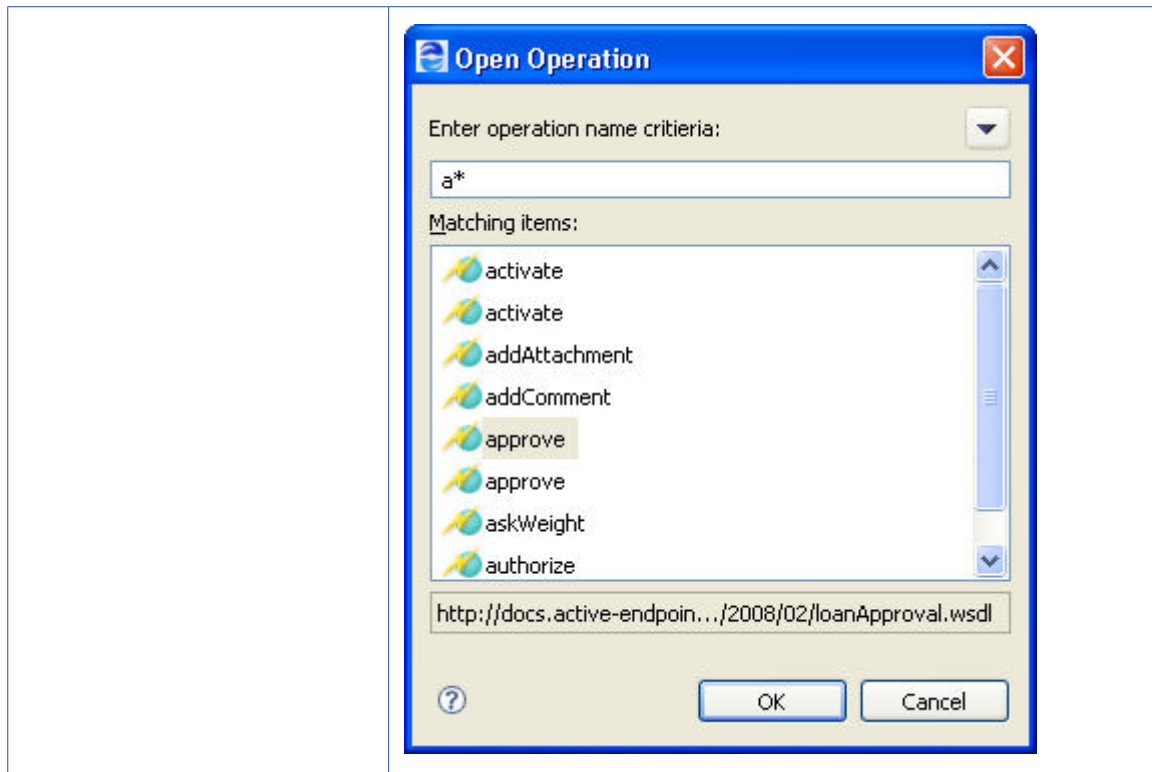 Open Operation
Enter operation name critieria:
a*
Matching items:
activate
activate
addAttachment
addComment
approve
approve
askWeight
authorize
http://docs.active-endpoin.../2008/02/loanApproval.wsdl
?
OK Cancel